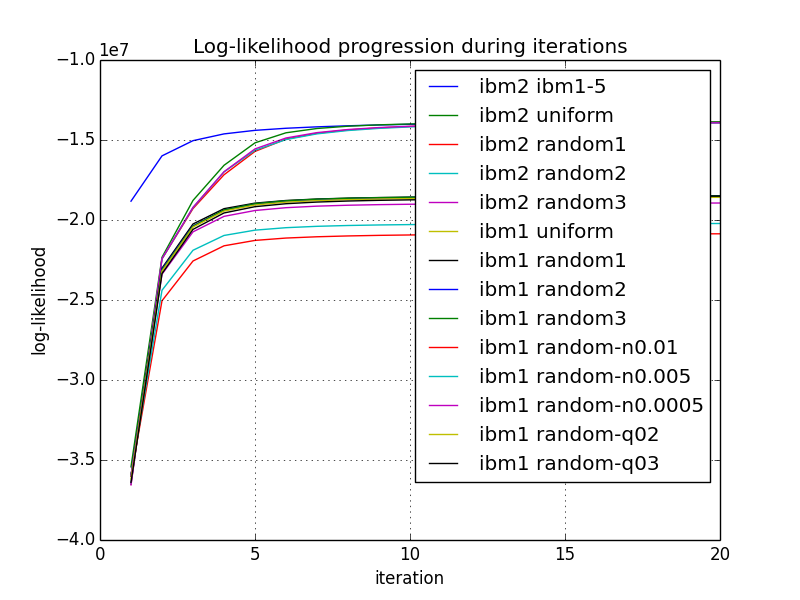 Log-likelihood progression during iterations
1e7
−1.0
−1.5
−2.0
−2.5
−3.0
−3.5
−4.0
log-likelihood
ibm2 ibm1-5
ibm2 uniform
ibm2 random1
ibm2 random2
ibm2 random3
ibm1 uniform
ibm1 random1
ibm1 random2
ibm1 random3
ibm1 random-n0.01
ibm1 random-n0.005
ibm1 random-n0.0005
ibm1 random-q02
ibm1 random-q03
0 5 10 15 20
iteration